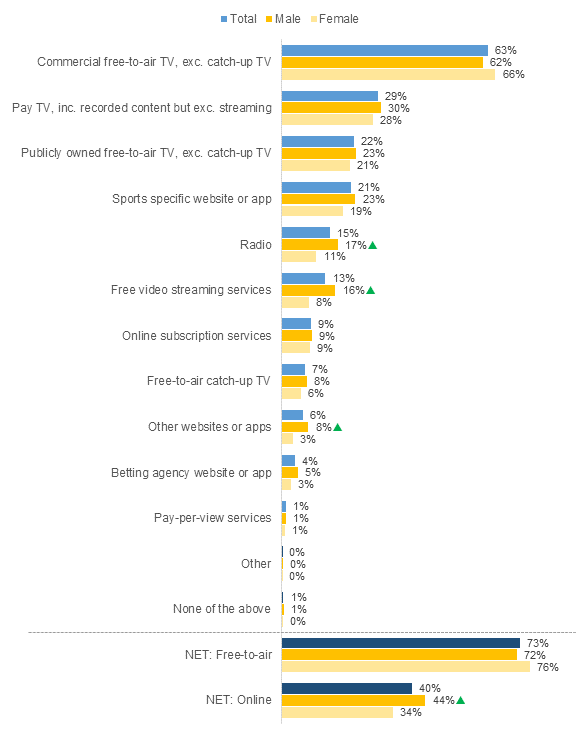 Total Male Female
Commercial free-to-air TV, exc. catch-up TV
63%
62%
66%
Pay TV, inc. recorded content but exc. streaming
29%
30%
28%
Publicly owned free-to-air TV, exc. catch-up TV
22%
23%
21%
Sports specific website or app
21%
23%
19%
Radio
15%
17%
11%
Free video streaming services
13%
16%
8%
Online subscription services
9%
9%
9%
Free-to-air catch-up TV
7%
8%
6%
Other websites or apps
6%
8%
3%
Betting agency website or app
4%
5%
3%
Pay-per-view services
1%
1%
1%
Other
0%
0%
0%
None of the above
1%
1%
0%
NET: Free-to-air
73%
72%
76%
NET: Online
40%
44%
34%